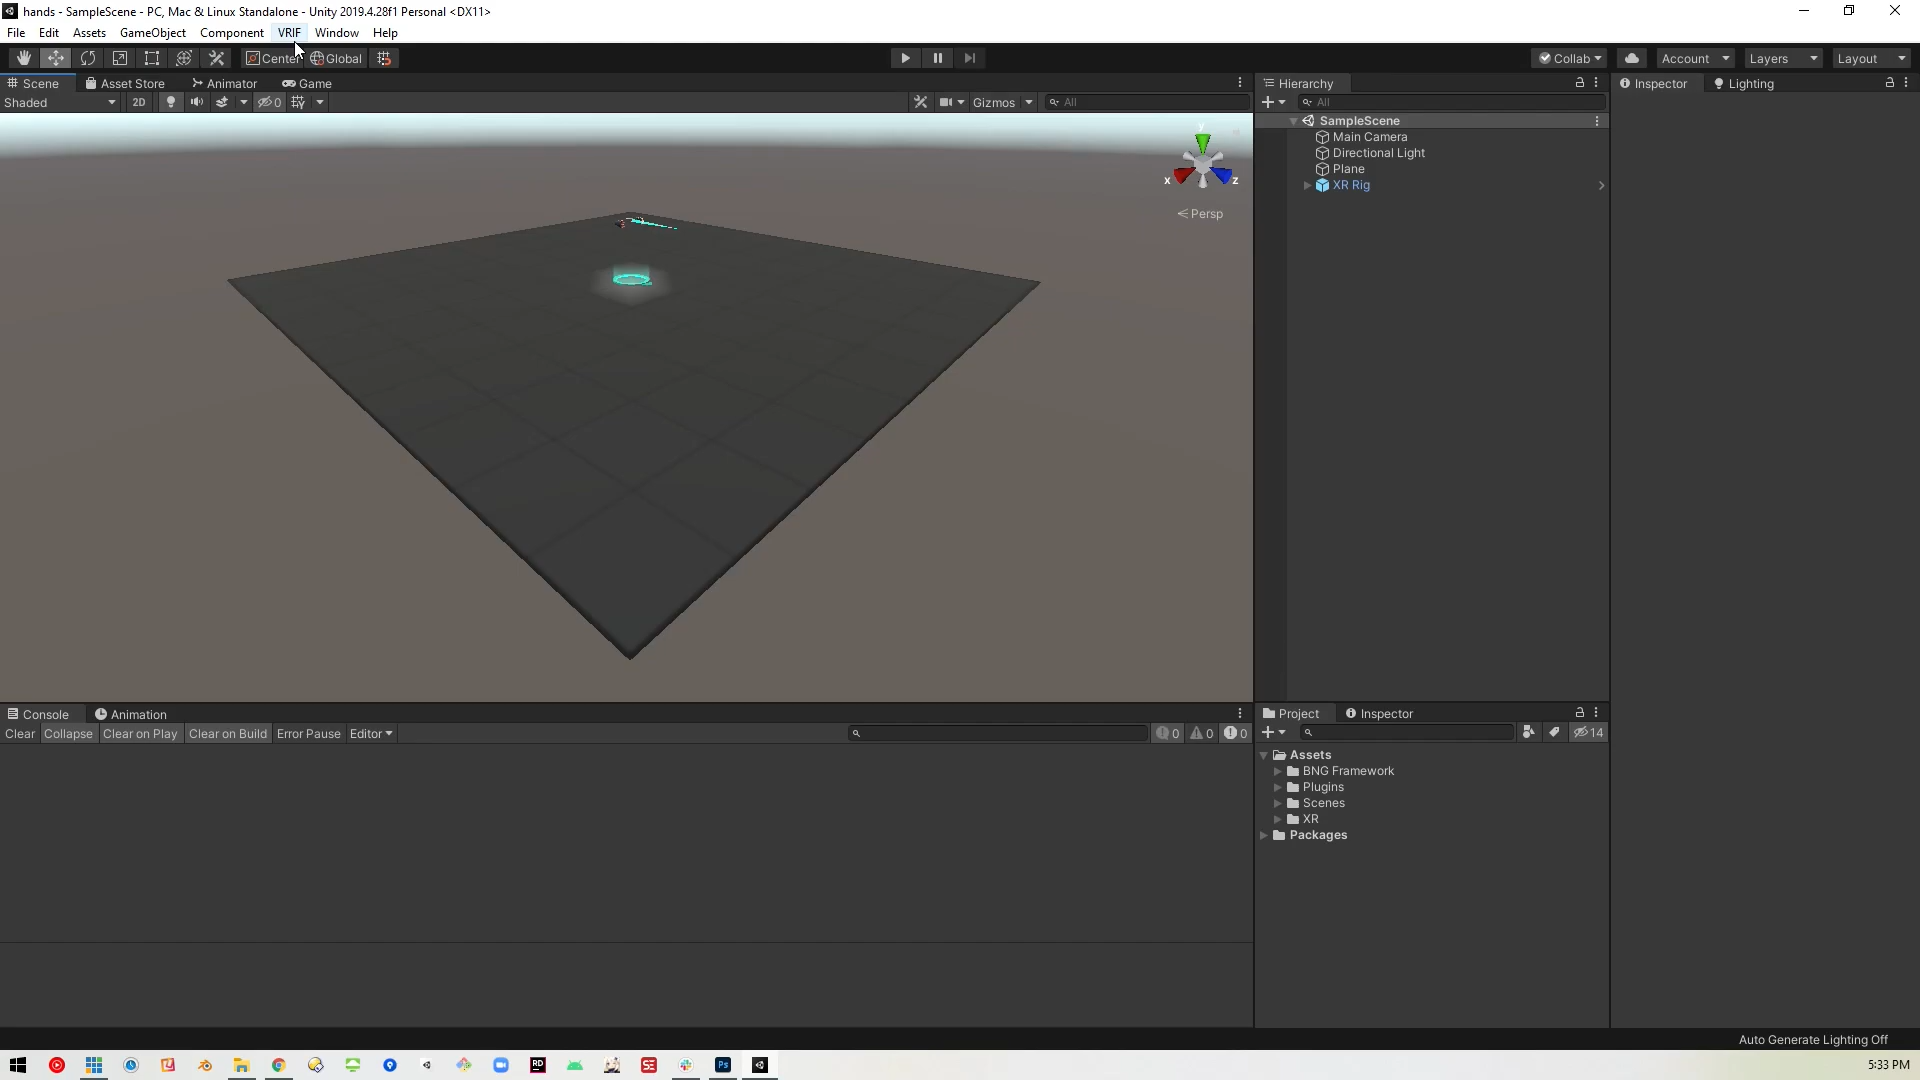 hands - SampleScene - PC, Mac & Linux Standalone - Unity 2019.4.28f1 Personal <DX11>
File Edit Assets GameObject Component VRIF Window Help
Center Global Collab Account Layers Layout
Scene Asset Store Animator Game
Shaded 2D 0 Gizmos All
y
x z
Persp
Hierarchy
All
SampleScene
Main Camera
Directional Light
Plane
XR Rig
Inspector Lighting
Console Animation
Clear Collapse Clear on Play Clear on Build Error Pause Editor 0 0 0
Project Inspector
14
Assets
BNG Framework
Plugins
Scenes
XR
Packages
Auto Generate Lighting Off
RD SE Ps
5:33 PM